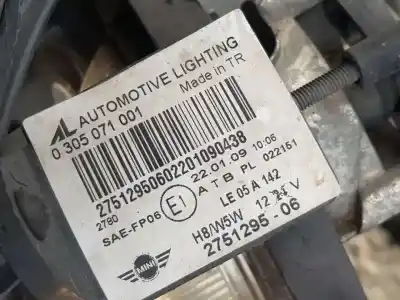 AL AUTOMOTIVE LIGHTING
0 305 071 001 Made in TR
27512950602201090438
2780 22.01.09 10:06
SAE-FP06 E1 A T B PL 022151
LE 05 A 142
H8/W5W 12 V
2751295 - 06
MINI